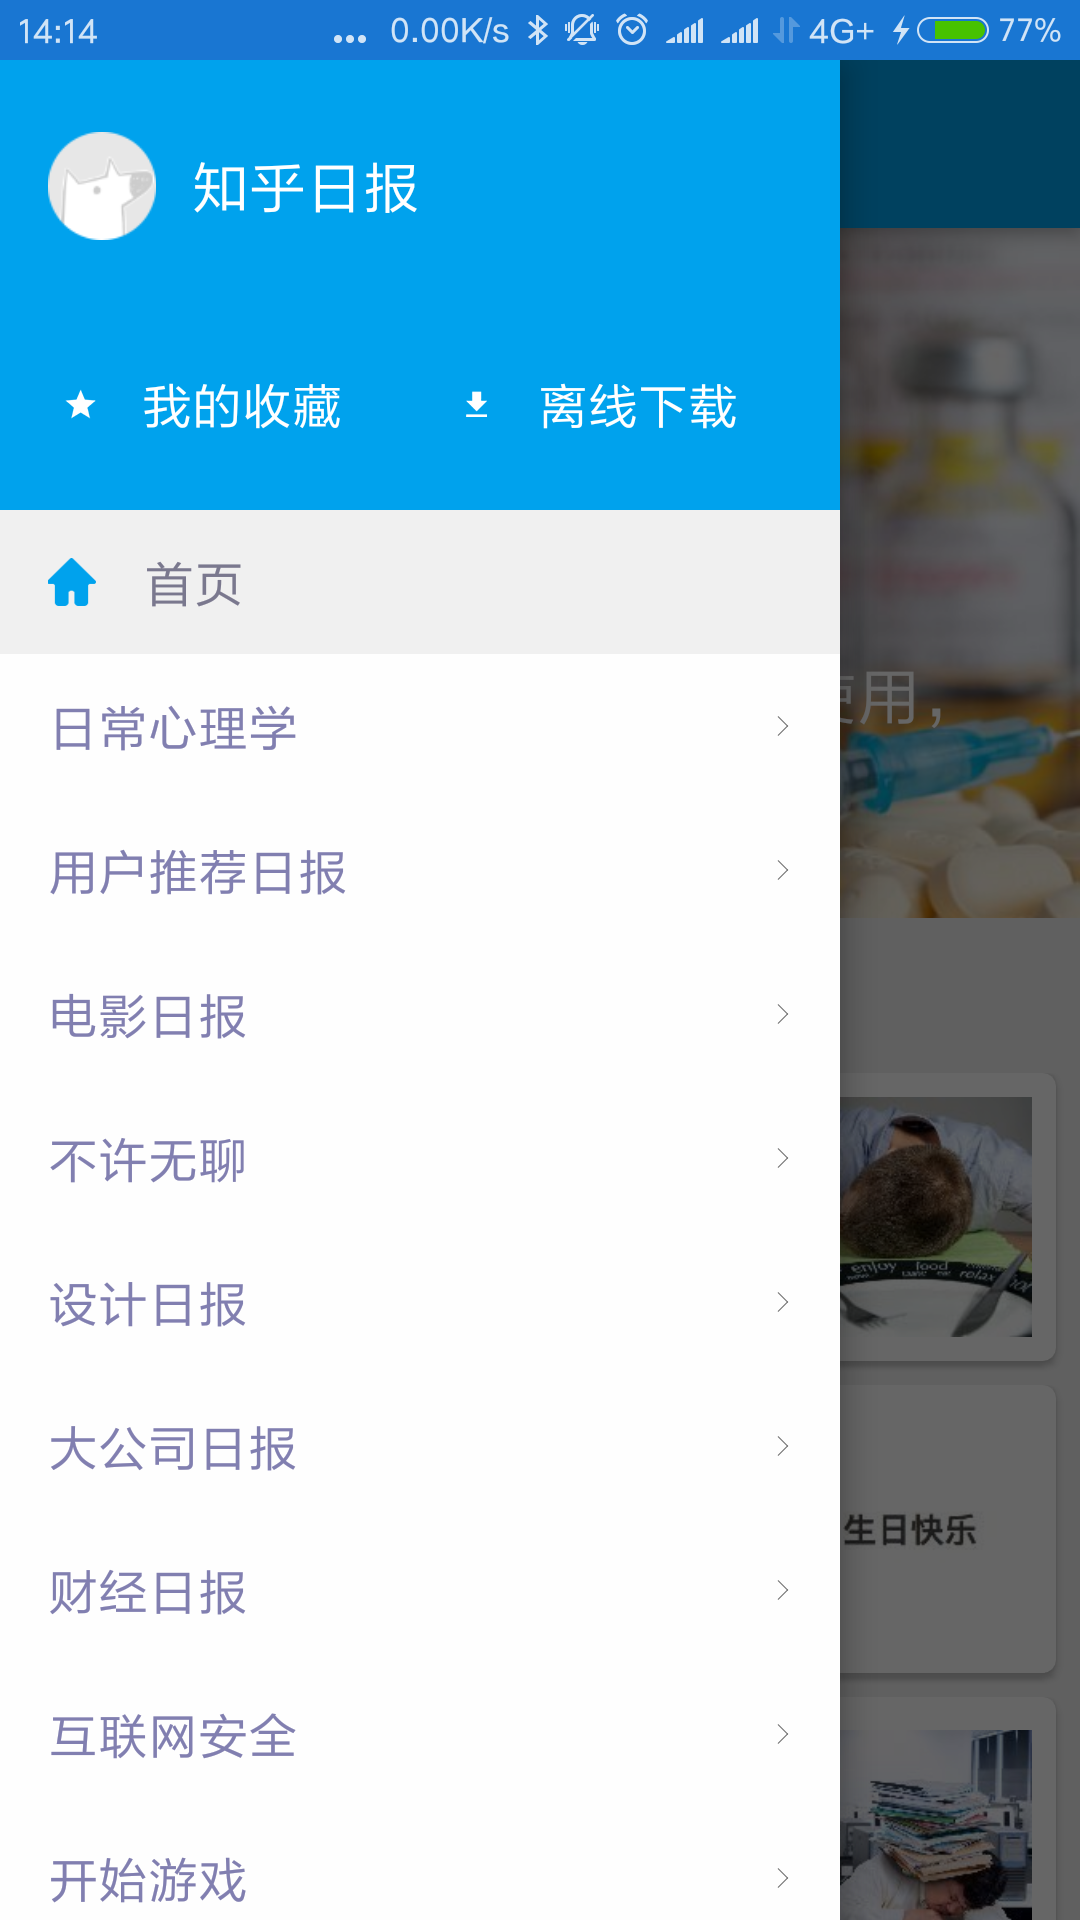 14:14 ... 0.00K/s 4G+ 77%
知乎日报
我的收藏 离线下载
首页
使用，
日常心理学
用户推荐日报
电影日报
不许无聊
设计日报
enjoy food relax
大公司日报
生日快乐
财经日报
互联网安全
开始游戏